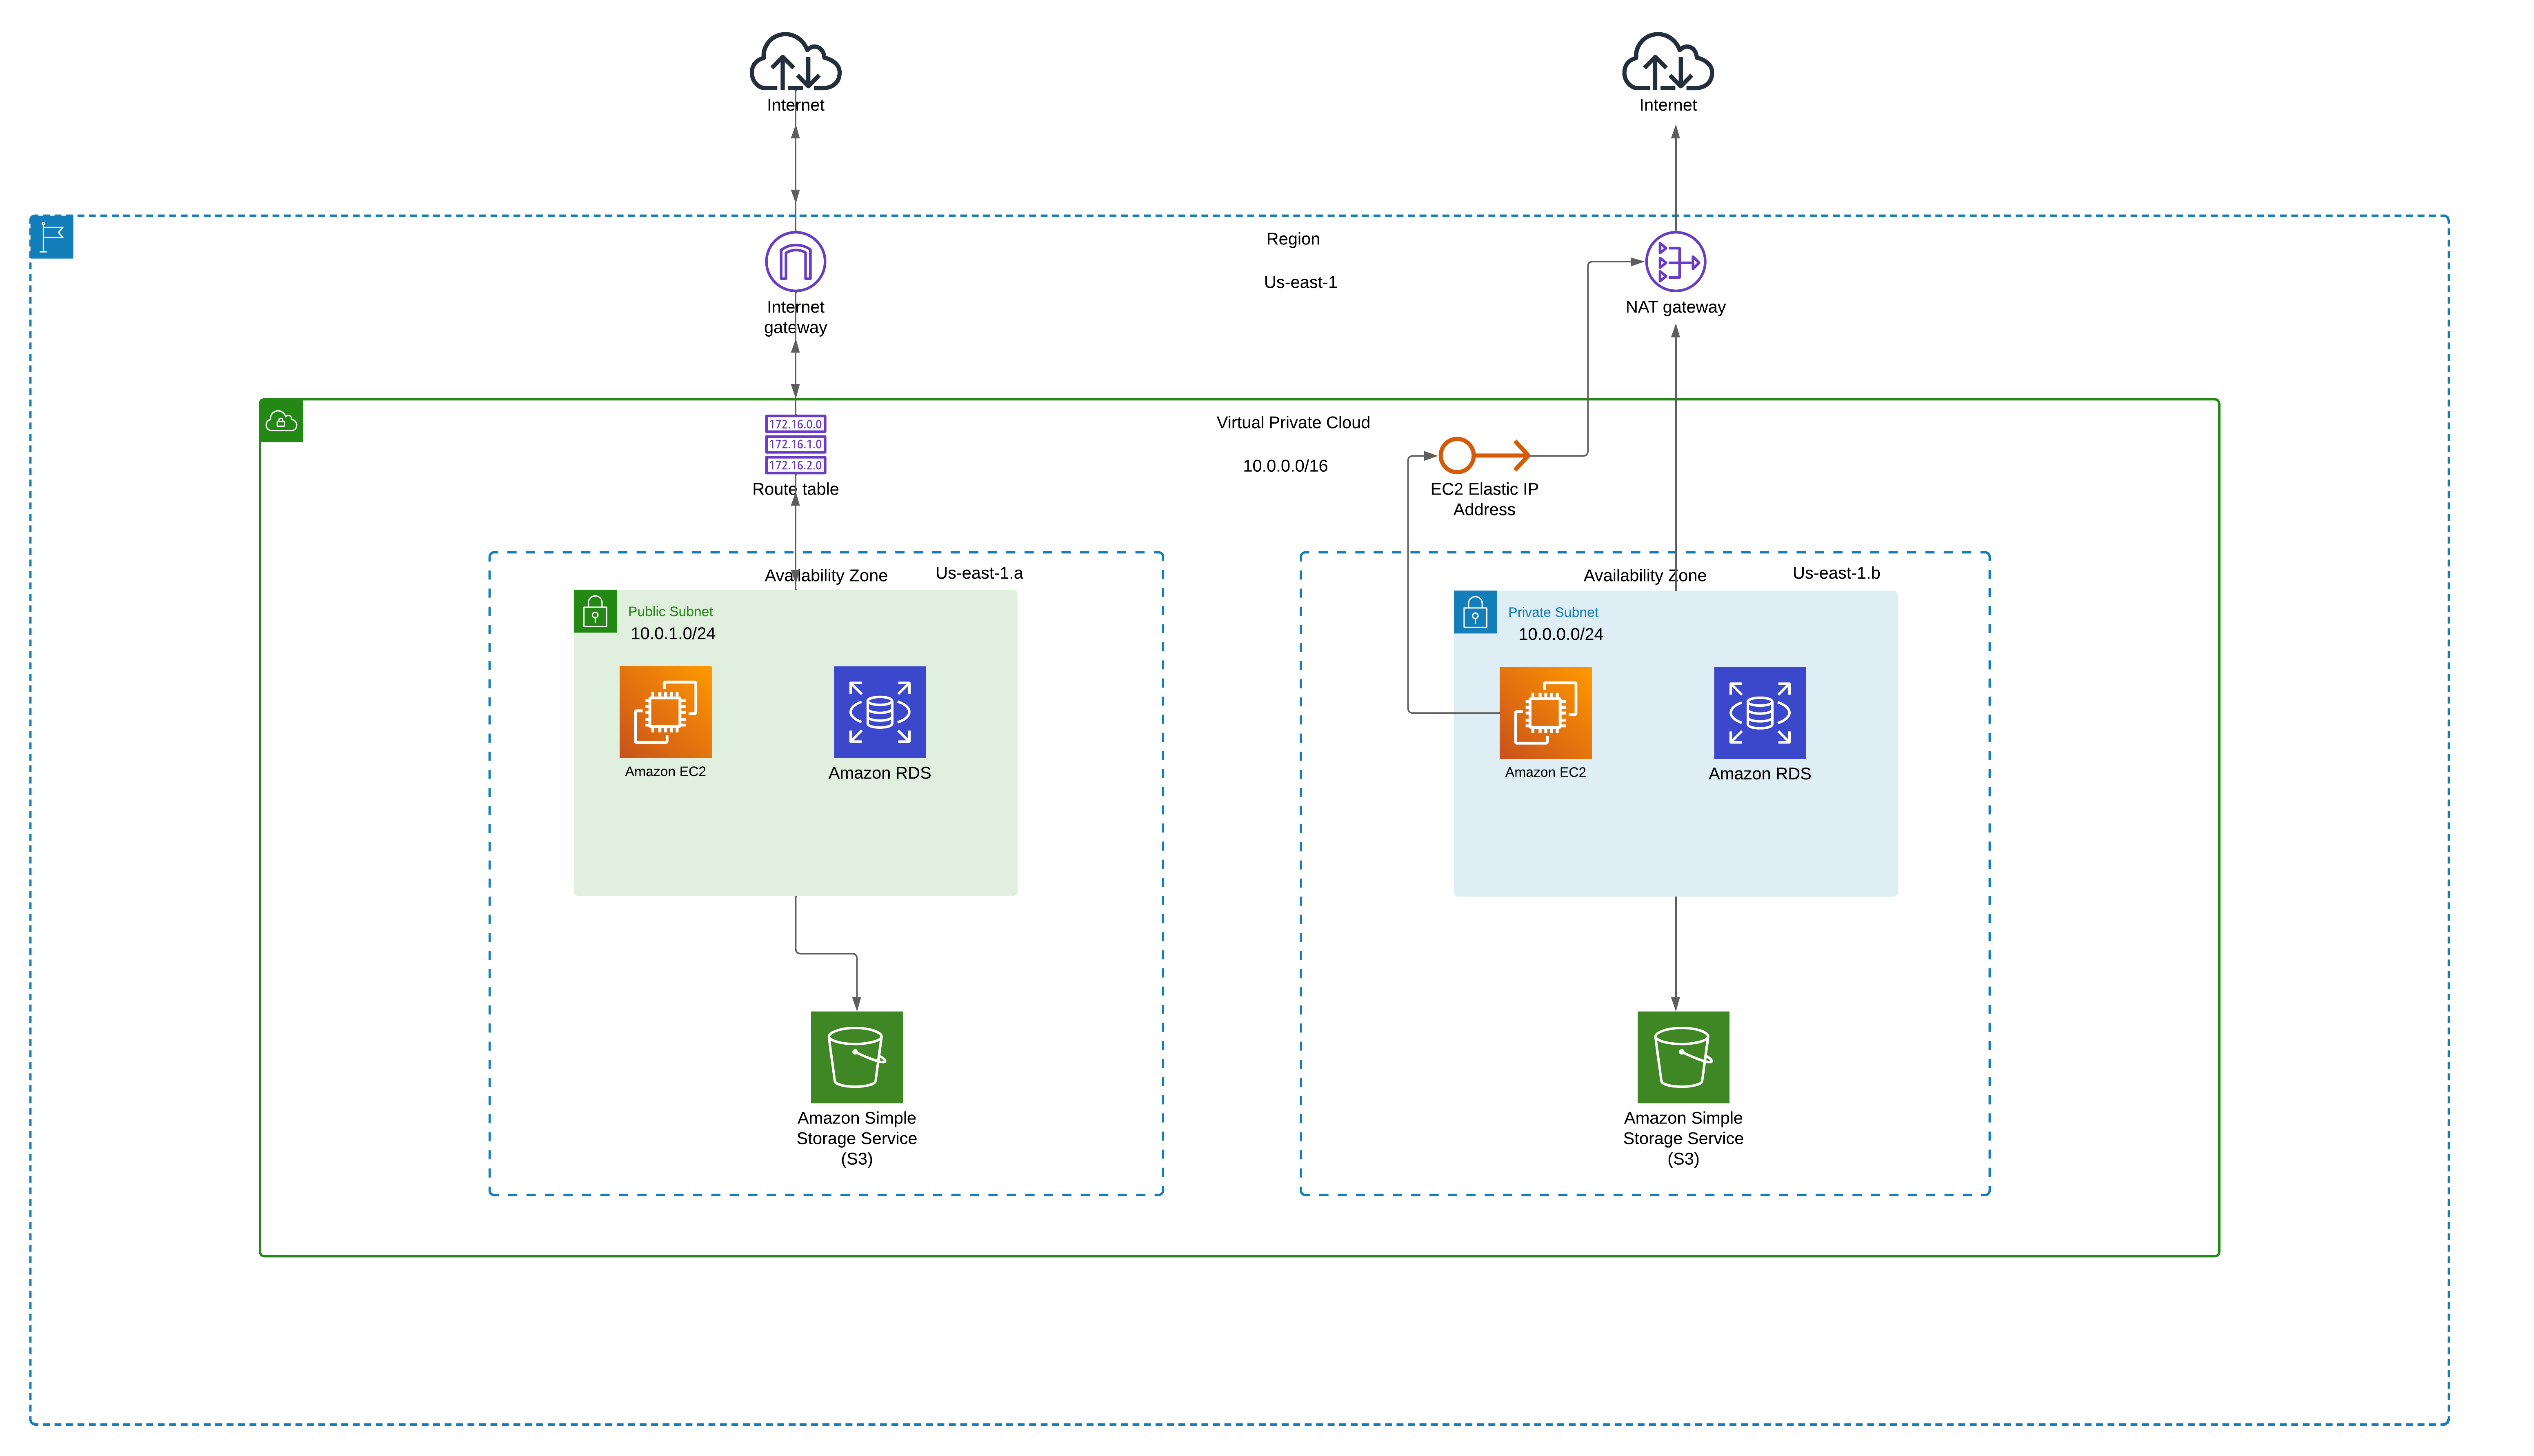 Internet
Internet
Region
Us-east-1
Internet
gateway
NAT gateway
172.16.0.0
172.16.1.0
172.16.2.0
Route table
Virtual Private Cloud
10.0.0.0/16
EC2 Elastic IP
Address
Availability Zone
Us-east-1.a
Public Subnet
10.0.1.0/24
Amazon EC2
Amazon RDS
Amazon Simple
Storage Service
(S3)
Availability Zone
Us-east-1.b
Private Subnet
10.0.0.0/24
Amazon EC2
Amazon RDS
Amazon Simple
Storage Service
(S3)